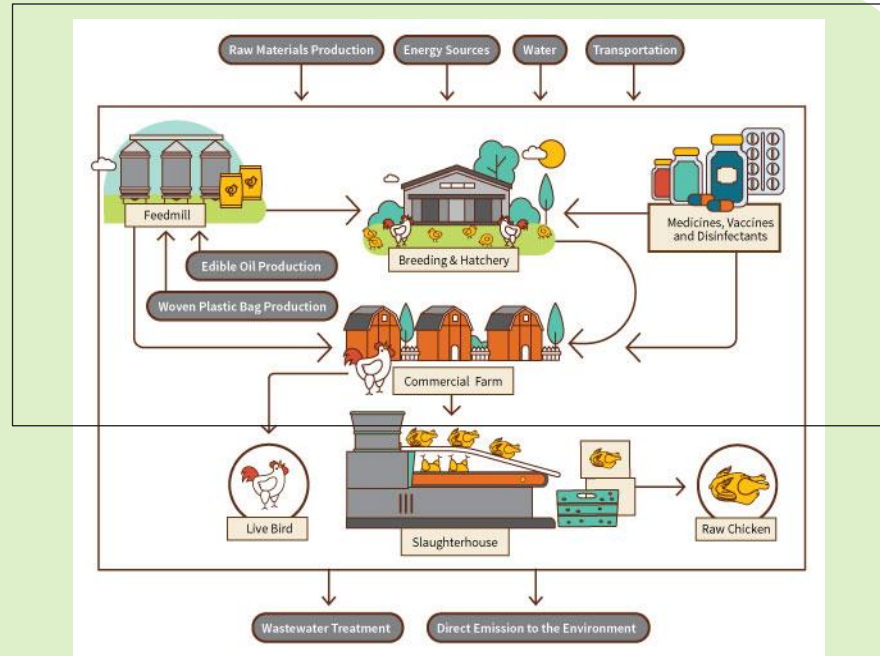 Raw Materials Production
Energy Sources
Water
Transportation
Feedmill
Breeding & Hatchery
Medicines, Vaccines
and Disinfectants
Edible Oil Production
Woven Plastic Bag Production
Commercial Farm
Live Bird
Slaughterhouse
Raw Chicken
Wastewater Treatment
Direct Emission to the Environment